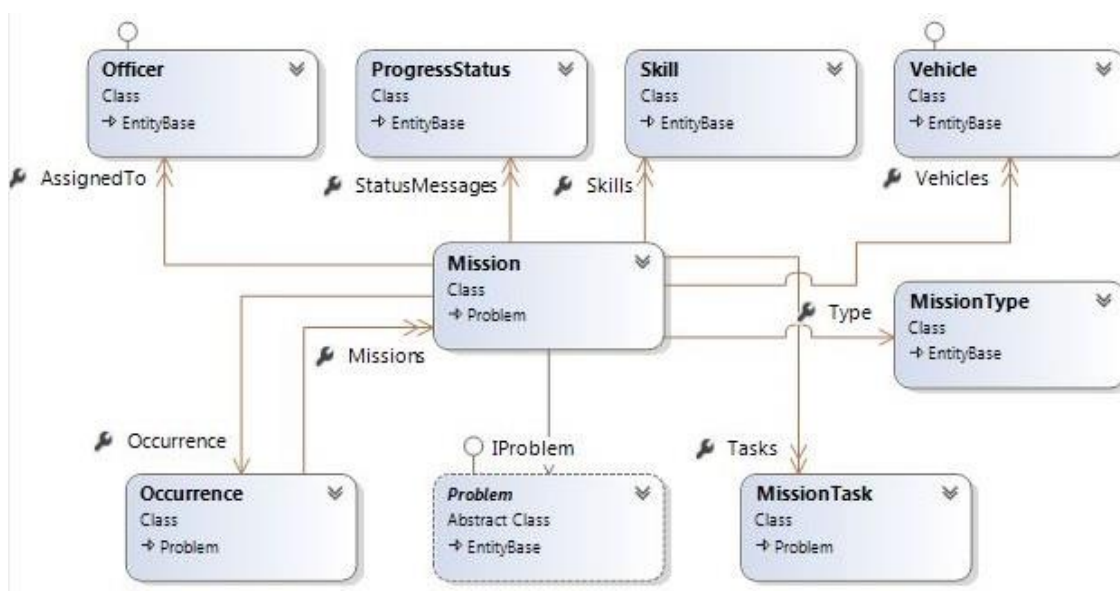 Officer
Class
EntityBase
ProgressStatus
Class
EntityBase
Skill
Class
EntityBase
Vehicle
Class
EntityBase
AssignedTo
StatusMessages
Skills
Vehicles
Mission
Class
Problem
MissionType
Class
EntityBase
Type
Missions
Occurrence
IProblem
Tasks
Occurrence
Class
Problem
Problem
Abstract Class
EntityBase
MissionTask
Class
Problem